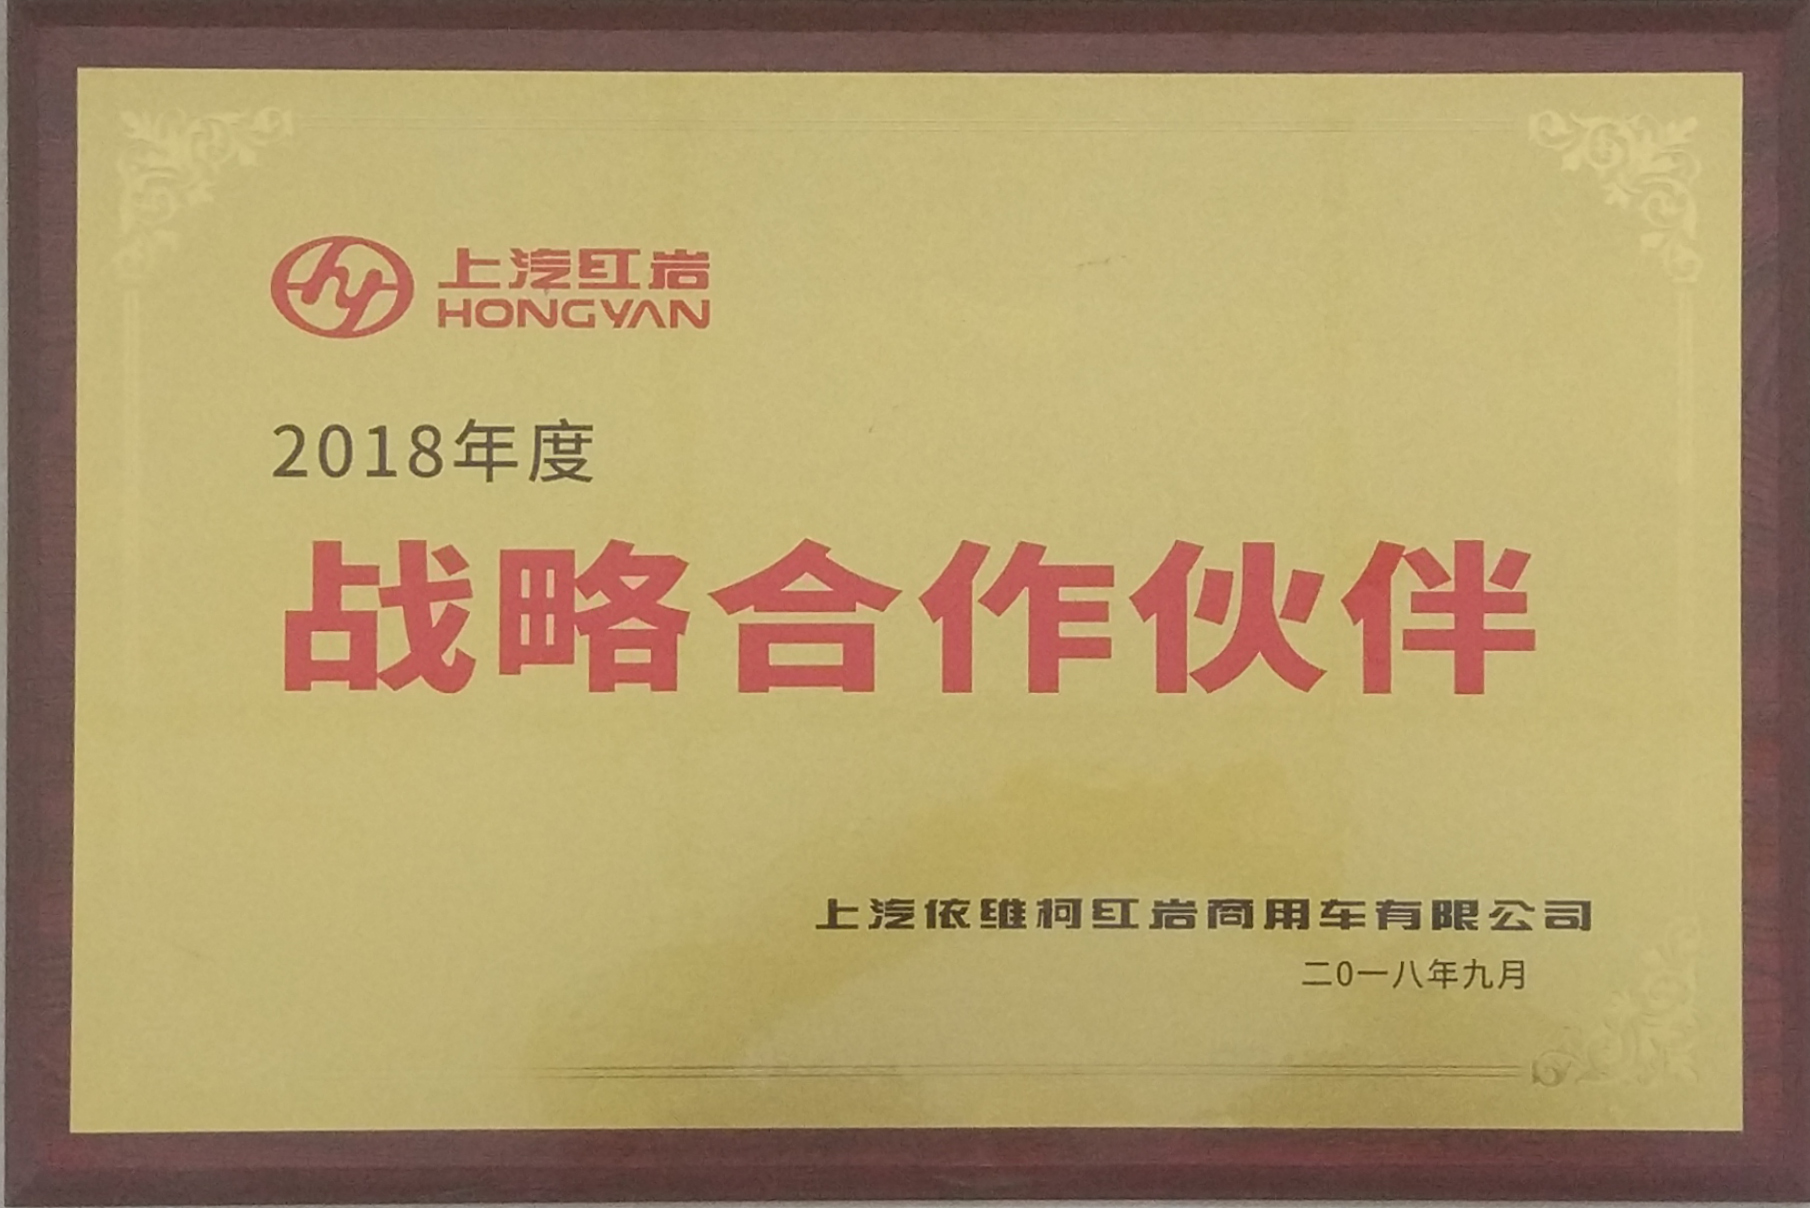 上汽红岩
HONGYAN
2018年度
战略合作伙伴
上汽依维柯红岩商用车有限公司
二0一八年九月